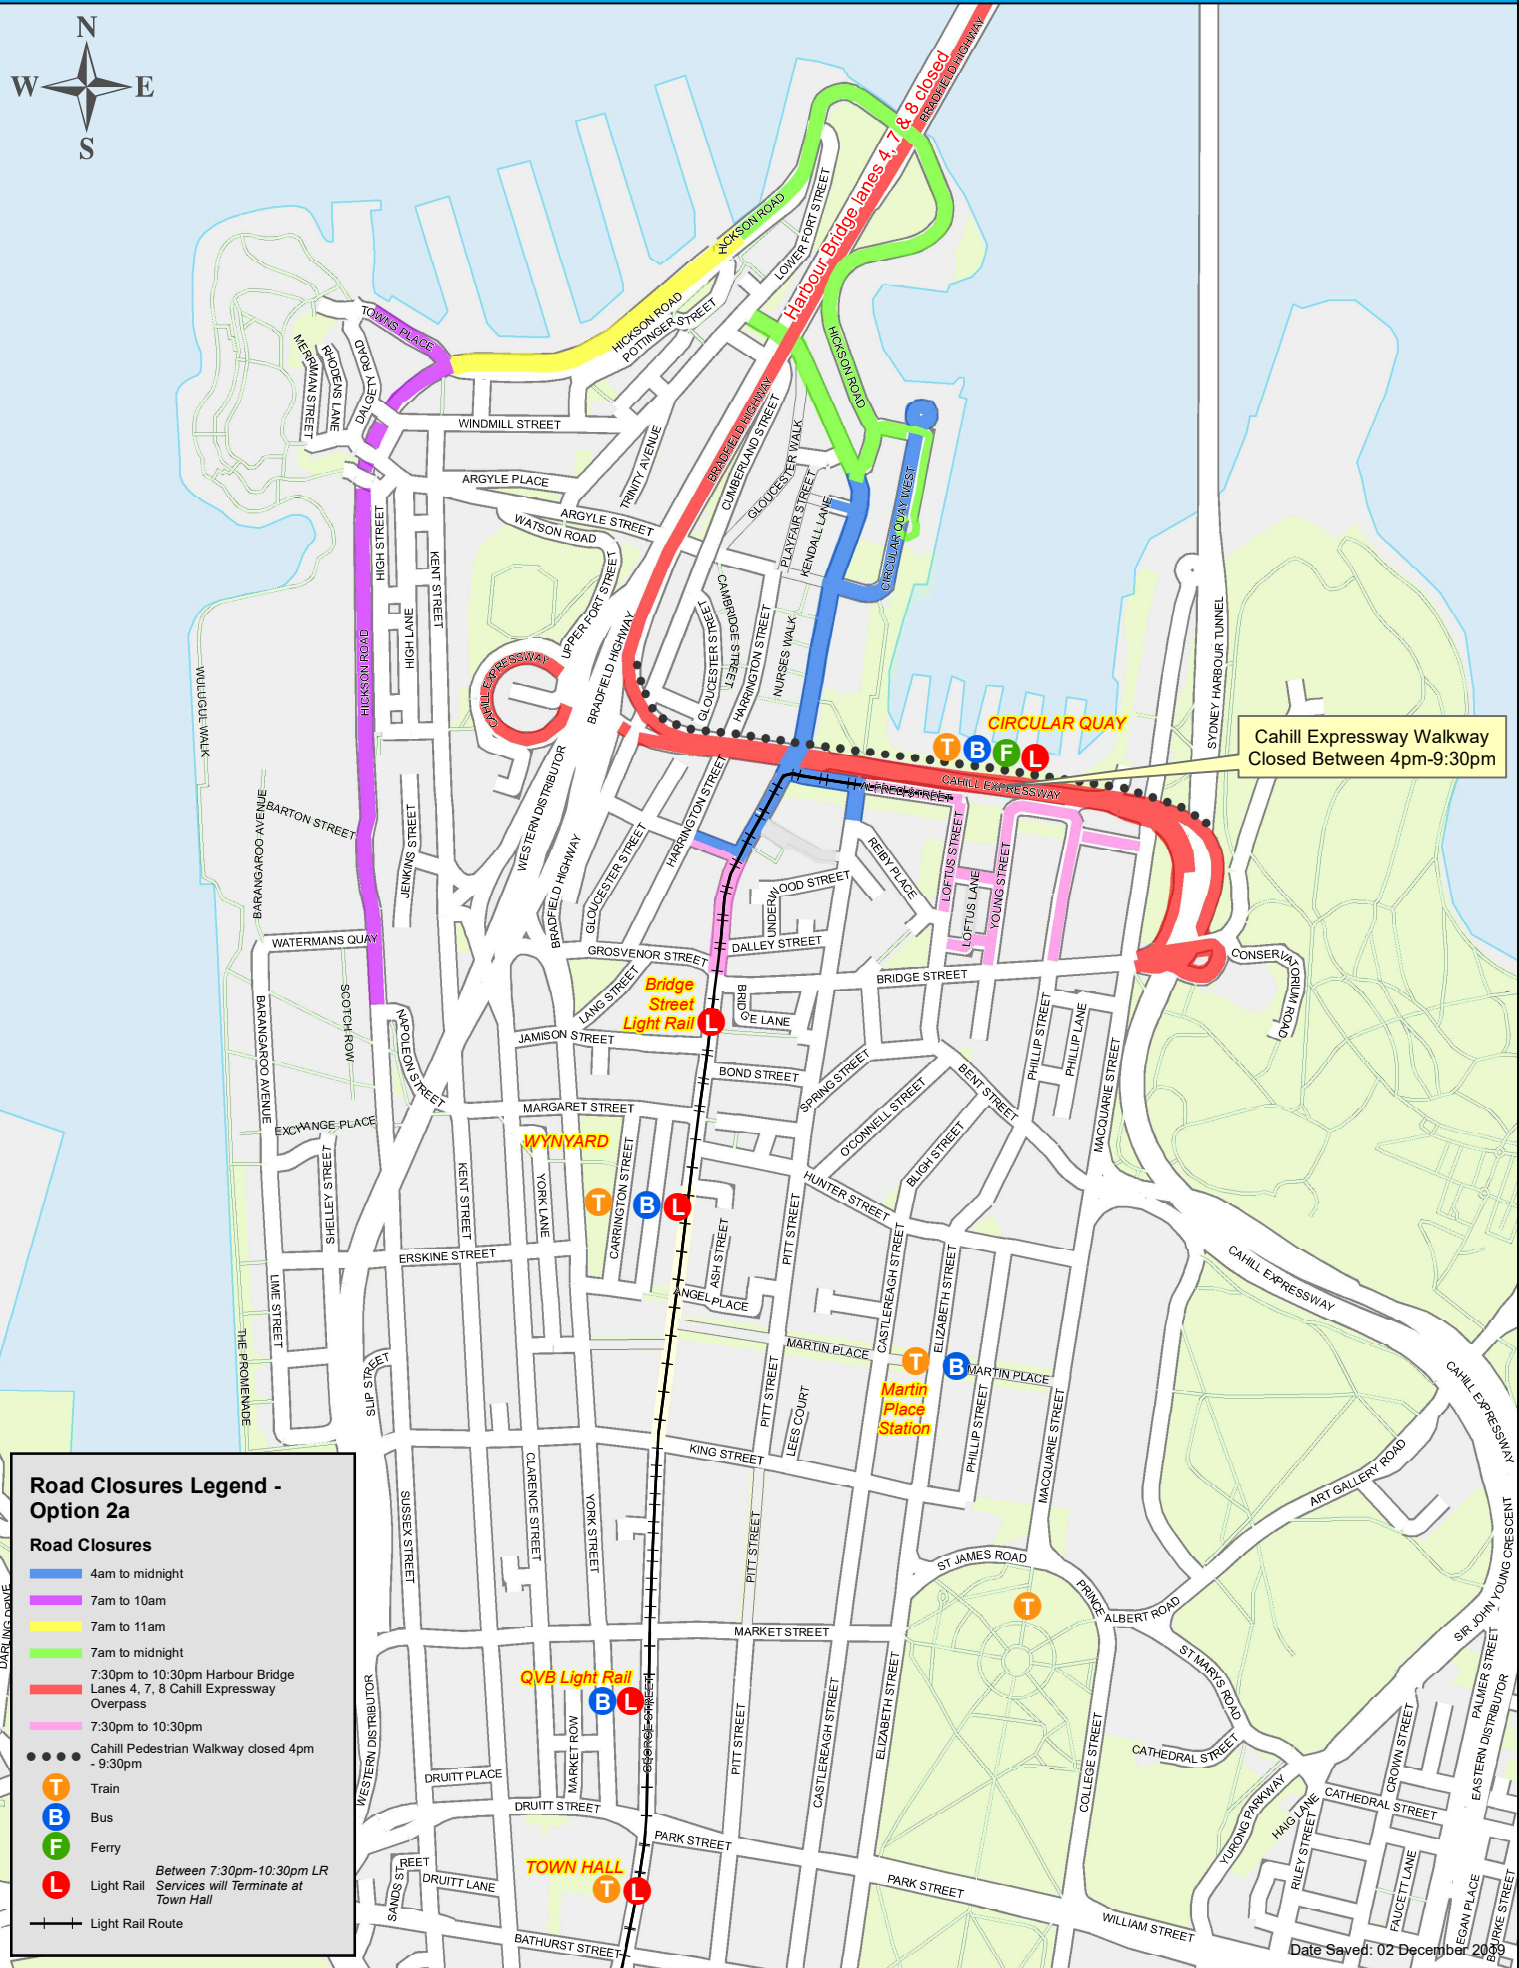 N
W E
S
BRADFIELD HIGHWAY
Harbour Bridge lanes 4, 7 & 8 closed
BRADFIELD HIGHWAY
HICKSON ROAD
LOWER FORT STREET
HICKSON ROAD
POTTINGER STREET
TOWNS PLACE
MERRIMAN STREET
RHODENS LANE
DALGETY ROAD
WINDMILL STREET
HICKSON ROAD
BRADFIELD HIGHWAY
CUMBERLAND STREET
GLOUCESTER WALK
TRINITY AVENUE
ARGYLE PLACE
ARGYLE STREET
WATSON ROAD
PLAYFAIR STREET
KENDALL LANE
CIRCULAR QUAY WEST
HIGH STREET
KENT STREET
HIGH LANE
UPPER FORT STREET
CAMBRIDGE STREET
GLOUCESTER STREET
HARRINGTON STREET
NURSES WALK
HICKSON ROAD
WULUGUL WALK
CAHILL EXPRESSWAY
BRADFIELD HIGHWAY
SYDNEY HARBOUR TUNNEL
CIRCULAR QUAY
T B F L
Cahill Expressway Walkway
Closed Between 4pm-9:30pm
CAHILL EXPRESSWAY
ALFRED STREET
WESTERN DISTRIBUTOR
HARRINGTON STREET
BARTON STREET
BARANGAROO AVENUE
JENKINS STREET
BRADFIELD HIGHWAY
GLOUCESTER STREET
REIBY PLACE
LOFTUS STREET
LOFTUS LANE
YOUNG STREET
UNDERWOOD STREET
DALLEY STREET
GROSVENOR STREET
LANG STREET
WATERMANS QUAY
BRIDGE STREET
CONSERVATORIUM ROAD
Bridge
Street
Light Rail
L
BRIDGE LANE
BARANGAROO AVENUE
SCOTCH ROW
NAPOLEON STREET
JAMISON STREET
BOND STREET
SPRING STREET
O'CONNELL STREET
BENT STREET
BLIGH STREET
PHILLIP STREET
PHILLIP LANE
MACQUARIE STREET
MARGARET STREET
EXCHANGE PLACE
WYNYARD
T B L
SHELLEY STREET
KENT STREET
YORK LANE
CARRINGTON STREET
HUNTER STREET
PITT STREET
ASH STREET
ANGEL PLACE
CASTLEREAGH STREET
ELIZABETH STREET
ERSKINE STREET
LIME STREET
THE PROMENADE
SLIP STREET
CAHILL EXPRESSWAY
MARTIN PLACE
T B
MARTIN PLACE
Martin
Place
Station
PITT STREET
LEES COURT
PHILLIP STREET
MACQUARIE STREET
CAHILL EXPRESSWAY
KING STREET
ART GALLERY ROAD
SUSSEX STREET
CLARENCE STREET
YORK STREET
PITT STREET
ST JAMES ROAD
T
PRINCE ALBERT ROAD
SIR JOHN YOUNG CRESCENT
MARKET STREET
ST MARYS ROAD
QVB Light Rail
B L
GEORGE STREET
MARKET ROW
PITT STREET
CASTLEREAGH STREET
ELIZABETH STREET
COLLEGE STREET
CATHEDRAL STREET
PALMER STREET
EASTERN DISTRIBUTOR
CROWN STREET
WESTERN DISTRIBUTOR
DRUITT PLACE
DRUITT STREET
PARK STREET
YURONG PARKWAY
HAIG LANE
CATHEDRAL STREET
RILEY STREET
FAUCETT LANE
EGAN PLACE
BOURKE STREET
TOWN HALL
T L
SANDS STREET
DRUITT LANE
PARK STREET
WILLIAM STREET
BATHURST STREET
DARLING DRIVE
Road Closures Legend -
Option 2a
Road Closures
4am to midnight
7am to 10am
7am to 11am
7am to midnight
7:30pm to 10:30pm Harbour Bridge
Lanes 4, 7, 8 Cahill Expressway
Overpass
7:30pm to 10:30pm
Cahill Pedestrian Walkway closed 4pm
- 9:30pm
T Train
B Bus
F Ferry
L Light Rail
Between 7:30pm-10:30pm LR
Services will Terminate at
Town Hall
Light Rail Route
Date Saved: 02 December 2019